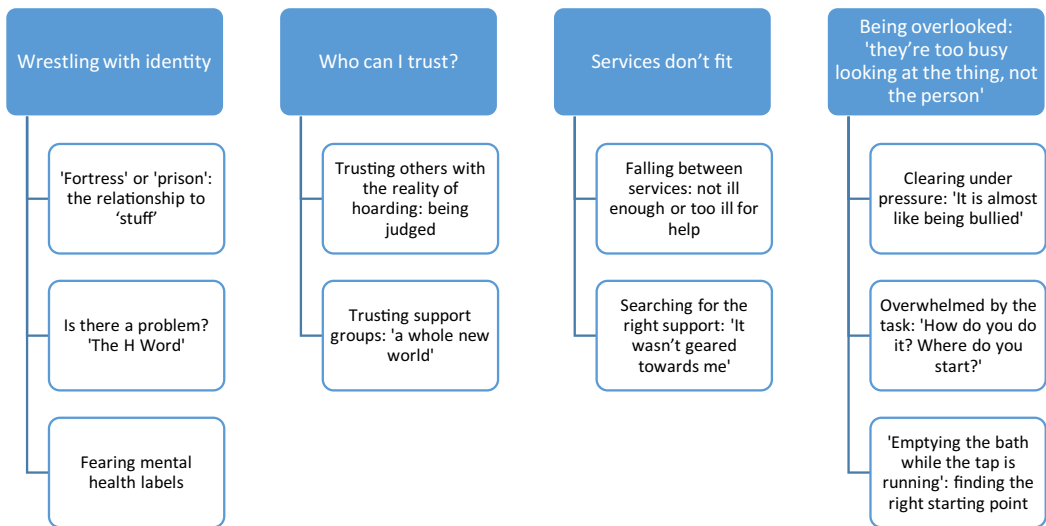 Wrestling with identity
'Fortress' or 'prison':
the relationship to
‘stuff’
Is there a problem?
'The H Word'
Fearing mental
health labels
Who can I trust?
Trusting others with
the reality of
hoarding: being
judged
Trusting support
groups: 'a whole new
world'
Services don’t fit
Falling between
services: not ill
enough or too ill for
help
Searching for the
right support: 'It
wasn’t geared
towards me'
Being overlooked:
'they’re too busy
looking at the thing, not
the person'
Clearing under
pressure: 'It is almost
like being bullied'
Overwhelmed by the
task: 'How do you do
it? Where do you
start?'
'Emptying the bath
while the tap is
running': finding the
right starting point